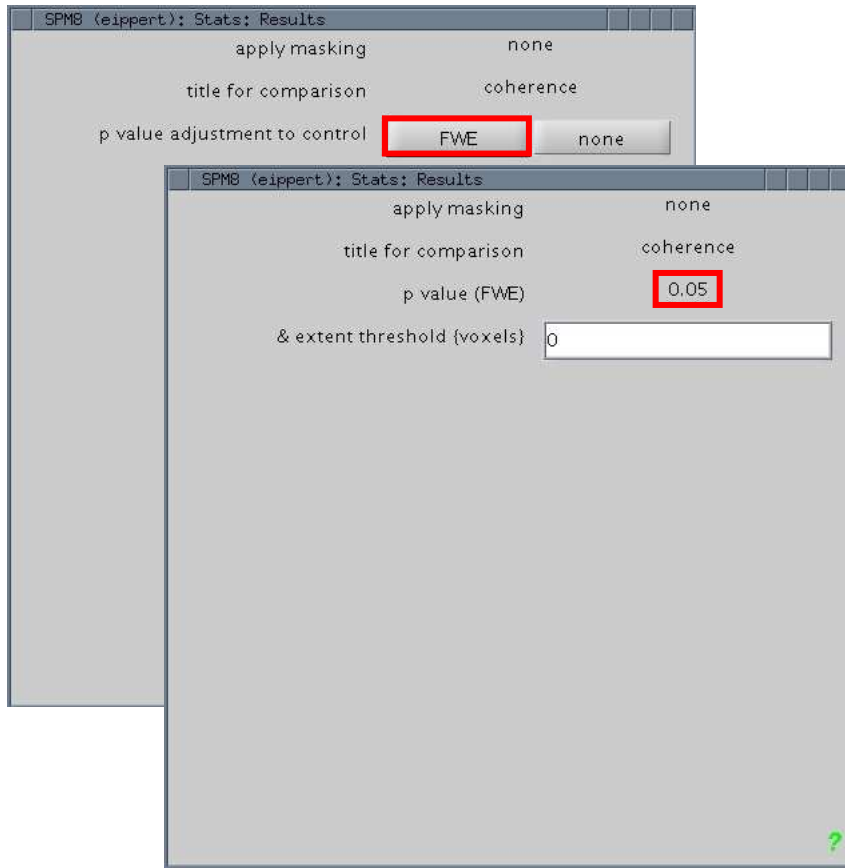 SPM8 (eippert): Stats: Results
apply masking none
title for comparison coherence
p value adjustment to control FWE none
SPM8 (eippert): Stats: Results
apply masking none
title for comparison coherence
p value (FWE) 0.05
& extent threshold {voxels} 0
?